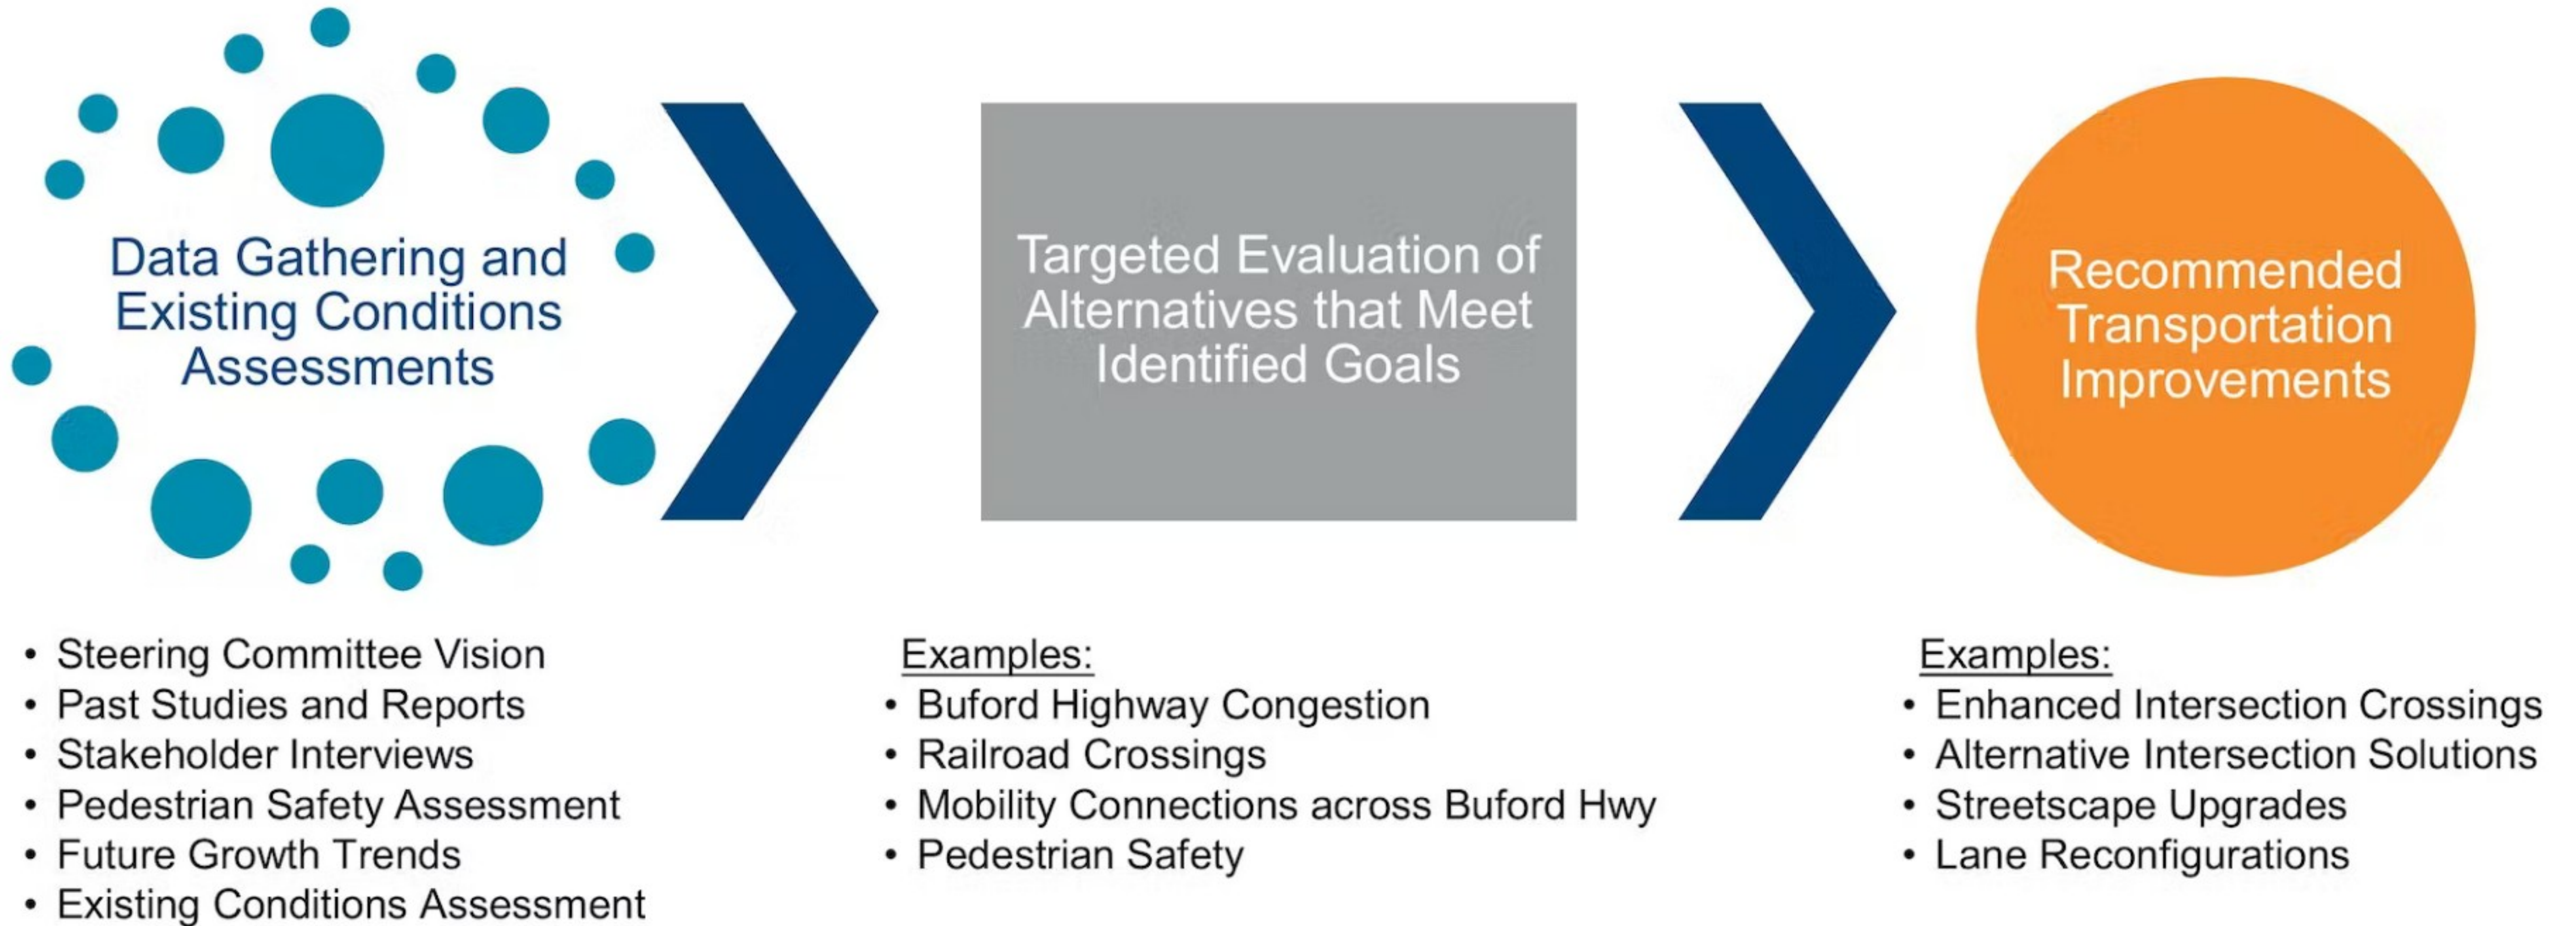 Data Gathering and
Existing Conditions
Assessments
Targeted Evaluation of
Alternatives that Meet
Identified Goals
Recommended
Transportation
Improvements
• Steering Committee Vision
• Past Studies and Reports
• Stakeholder Interviews
• Pedestrian Safety Assessment
• Future Growth Trends
• Existing Conditions Assessment
Examples:
• Buford Highway Congestion
• Railroad Crossings
• Mobility Connections across Buford Hwy
• Pedestrian Safety
Examples:
• Enhanced Intersection Crossings
• Alternative Intersection Solutions
• Streetscape Upgrades
• Lane Reconfigurations